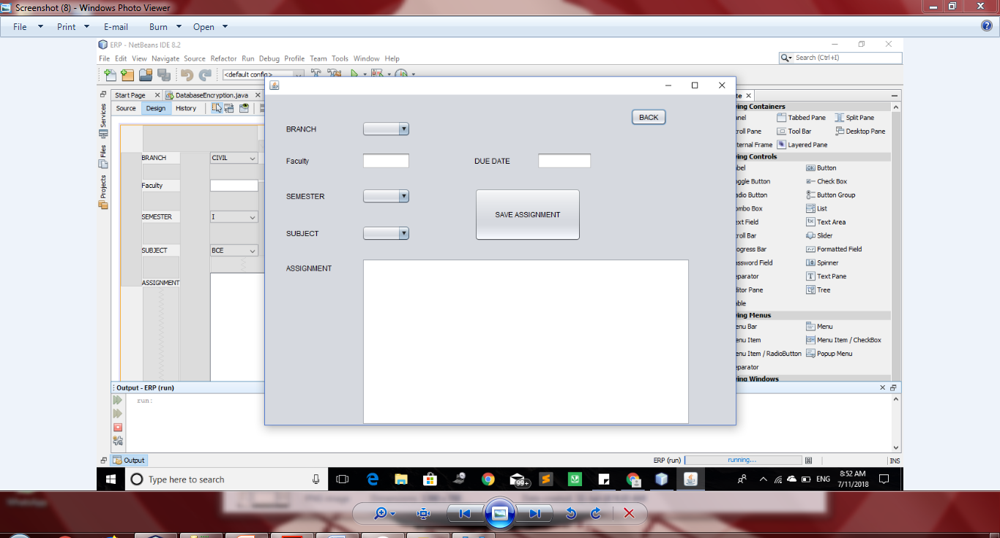 Screenshot (8) - Windows Photo Viewer
File Print E-mail Burn Open
ERP - NetBeans IDE 8.2
File Edit View Navigate Source Refactor Run Debug Profile Team Tools Window Help
Search (Ctrl+I)
<default config>
Start Page DatabaseEncryption.java
Source Design History
Services
Files
Projects
BRANCH CIVIL
Faculty
SEMESTER I
SUBJECT BCE
ASSIGNMENT
BACK
BRANCH
Faculty DUE DATE
SEMESTER
SAVE ASSIGNMENT
SUBJECT
ASSIGNMENT
te
ing Containers
anel Tabbed Pane Split Pane
roll Pane Tool Bar Desktop Pane
ternal Frame Layered Pane
ing Controls
bel Button
ggle Button Check Box
adio Button Button Group
ombo Box List
ext Field Text Area
roll Bar Slider
ogress Bar Formatted Field
ssword Field Spinner
parator Text Pane
litor Pane Tree
ble
ing Menus
enu Bar Menu
enu Item Menu Item / CheckBox
enu Item / RadioButton Popup Menu
parator
ing Windows
Output - ERP (run)
run:
Output
ERP (run) running... INS
Type here to search
99+
ENG
8:52 AM
7/11/2018